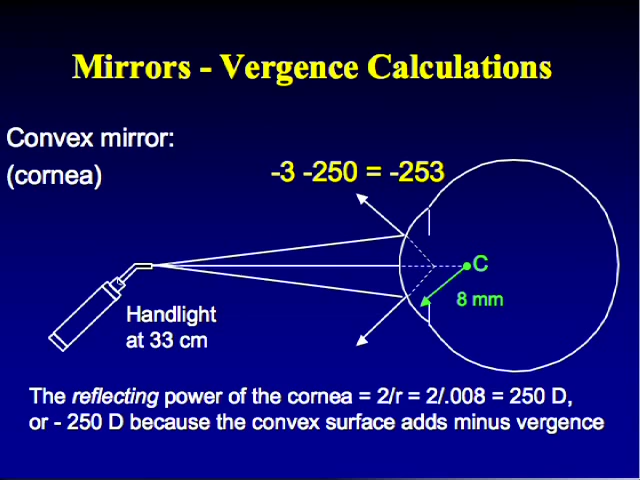 Mirrors - Vergence Calculations
Convex mirror:
(cornea)
-3 -250 = -253
C
8 mm
Handlight
at 33 cm
The reflecting power of the cornea = 2/r = 2/.008 = 250 D,
or - 250 D because the convex surface adds minus vergence